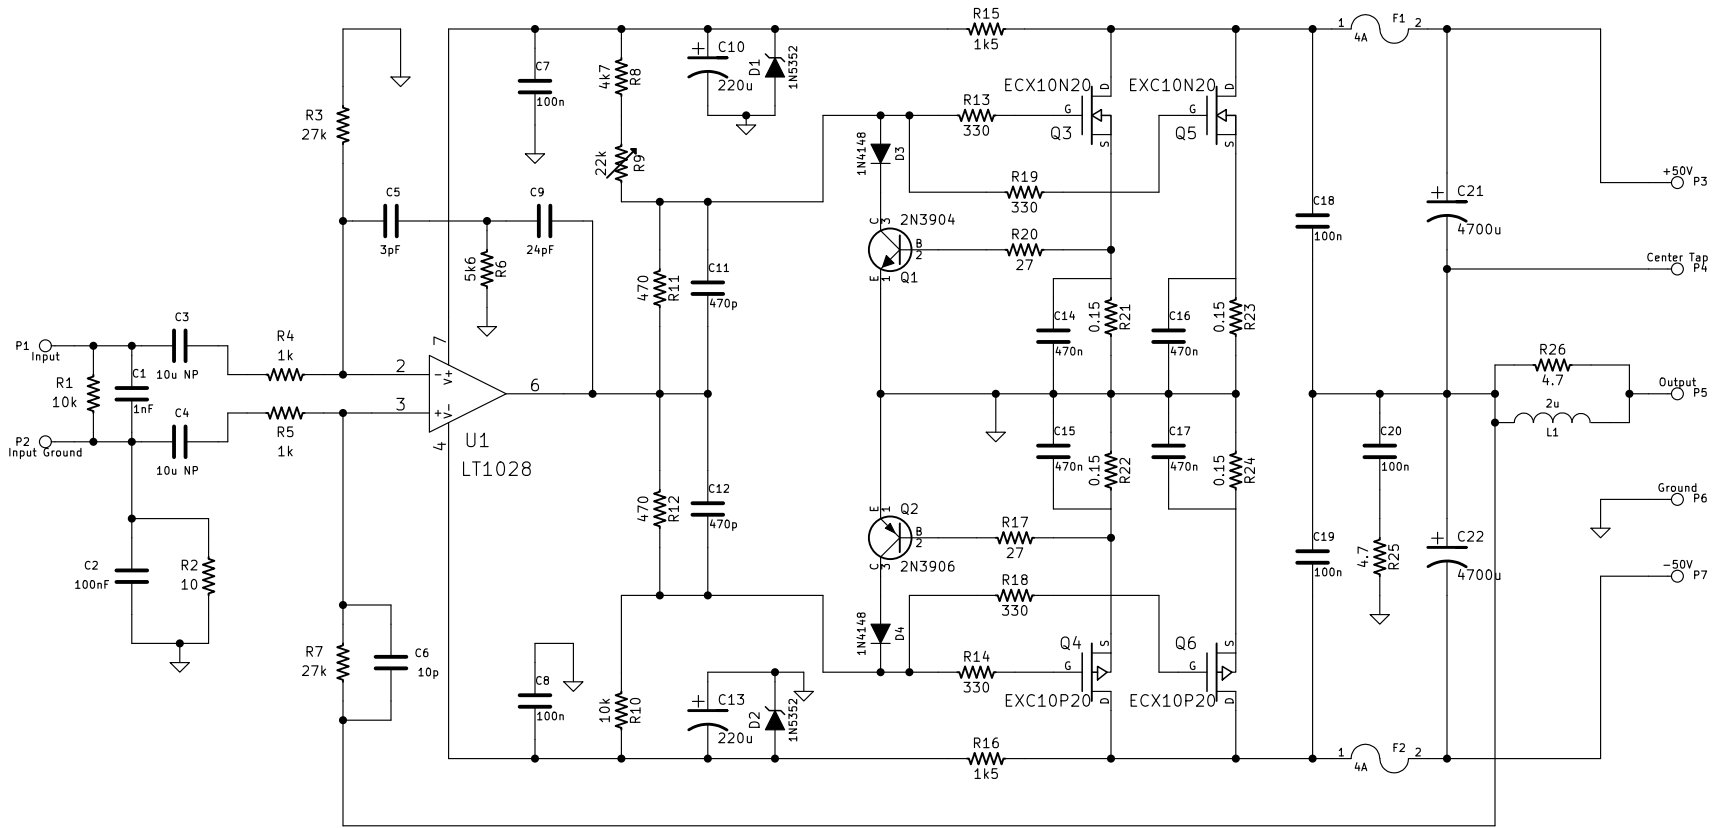 R15
1k5
1
F1
2
4A
C10
220u
D1
1N5352
C7
100n
4k7
R8
ECX10N20
EXC10N20
D
D
G
G
S
S
Q3
Q5
R13
330
R3
27k
22k
R9
1N4148
D3
R19
330
+50V
P3
C5
3pF
C9
24pF
C21
4700u
C18
100n
2N3904
C
3
B
2
E
1
Q1
R20
27
5k6
R6
470
R11
C11
470p
Center Tap
P4
C14
470n
0.15
R21
C16
470n
0.15
R23
P1
Input
C3
10u NP
R4
1k
7
2
-
V+
R1
10k
C1
1nF
6
R26
4.7
Output
P5
2u
L1
3
+
V-
4
U1
LT1028
P2
Input Ground
C4
10u NP
R5
1k
C15
470n
0.15
R22
C17
470n
0.15
R24
C20
100n
470
R12
C12
470p
Ground
P6
E
1
Q2
B
2
C
3
2N3906
R17
27
C19
100n
4.7
R25
C22
4700u
C2
100nF
R2
10
-50V
P7
R18
330
1N4148
D4
R7
27k
C6
10p
R14
330
Q4
Q6
S
S
G
G
D
D
EXC10P20
ECX10P20
C8
100n
10k
R10
C13
220u
D2
1N5352
R16
1k5
1
F2
2
4A